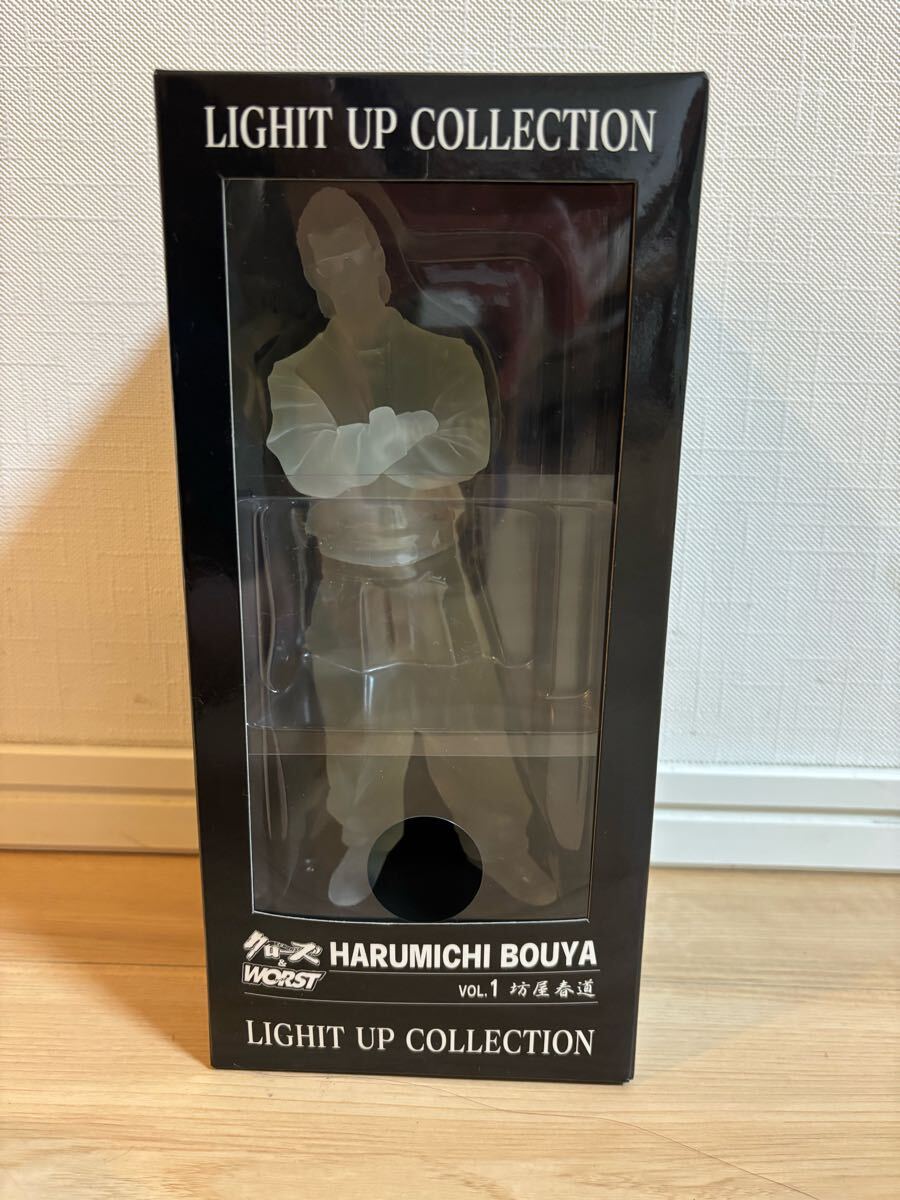 LIGHIT UP COLLECTION
クローズ
&
WORST
HARUMICHI BOUYA
VOL.1 坊屋春道
LIGHIT UP COLLECTION